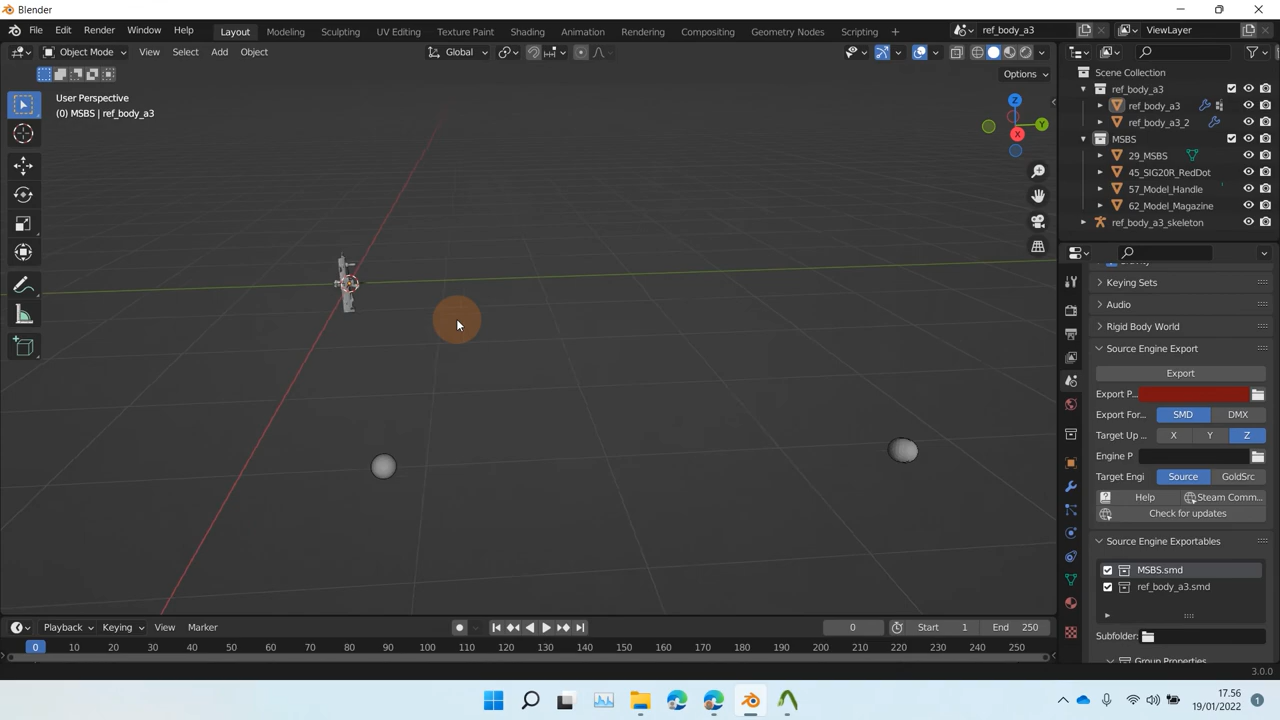 Blender
File Edit Render Window Help Layout Modeling Sculpting UV Editing Texture Paint Shading Animation Rendering Compositing Geometry Nodes Scripting + ref_body_a3 ViewLayer
Object Mode View Select Add Object Global
Options
User Perspective
(0) MSBS | ref_body_a3
Z
Y
X
Scene Collection
ref_body_a3
ref_body_a3
ref_body_a3_2
MSBS
29_MSBS
45_SIG20R_RedDot
57_Model_Handle
62_Model_Magazine
ref_body_a3_skeleton
Keying Sets
Audio
Rigid Body World
Source Engine Export
Export
Export P...
Export For... SMD DMX
Target Up ... X Y Z
Engine P
Target Engi Source GoldSrc
Help Steam Comm...
Check for updates
Source Engine Exportables
MSBS.smd
ref_body_a3.smd
Subfolder:
Group Properties
Playback Keying View Marker 0 Start 1 End 250
0 10 20 30 40 50 60 70 80 90 100 110 120 130 140 150 160 170 180 190 200 210 220 230 240 250
3.0.0
17.56
19/01/2022
1